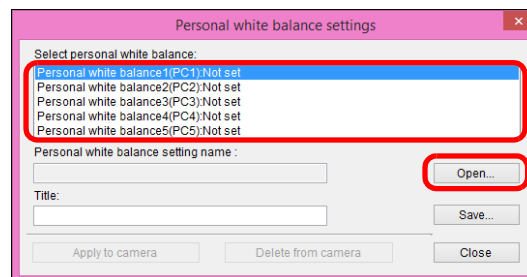 Personal white balance settings
×
Select personal white balance:
Personal white balance1(PC1):Not set
Personal white balance2(PC2):Not set
Personal white balance3(PC3):Not set
Personal white balance4(PC4):Not set
Personal white balance5(PC5):Not set
Personal white balance setting name :
Open...
Title:
Save...
Apply to camera
Delete from camera
Close